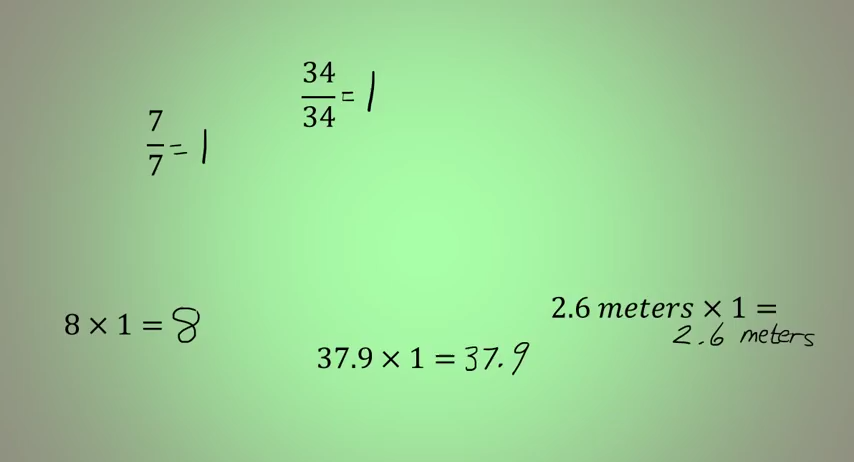 34/34 = 1
7/7 = 1
8 × 1 = 8
37.9 × 1 = 37.9
2.6 meters × 1 =
2.6 meters